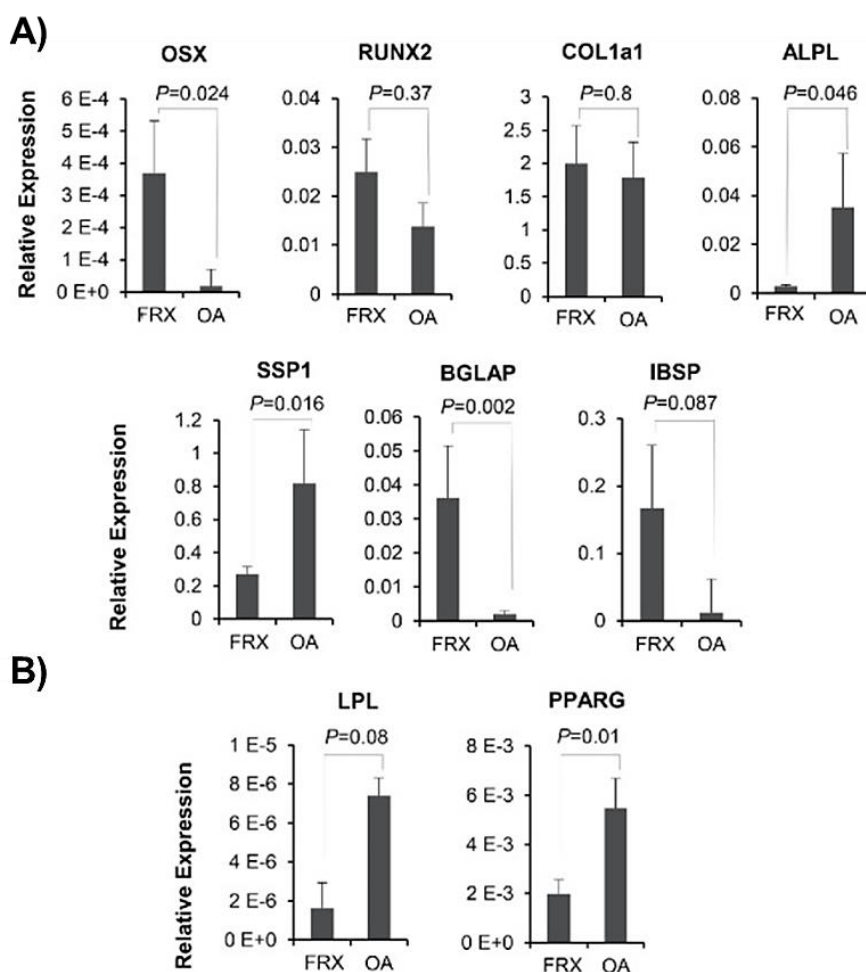 A)
OSX RUNX2 COL1a1 ALPL
P=0.024 P=0.37 P=0.8 P=0.046
Relative Expression
6 E-4
5 E-4
4 E-4
3 E-4
2 E-4
1 E-4
0 E+0
FRX OA
0.04
0.03
0.02
0.01
0
FRX OA
3
2.5
2
1.5
1
0.5
0
FRX OA
0.08
0.06
0.04
0.02
0
FRX OA
SSP1 BGLAP IBSP
P=0.016 P=0.002 P=0.087
Relative Expression
1.2
1
0.8
0.6
0.4
0.2
0
FRX OA
0.06
0.05
0.04
0.03
0.02
0.01
0
FRX OA
0.3
0.2
0.1
0
FRX OA
B)
LPL PPARG
P=0.08 P=0.01
Relative Expression
1 E-5
8 E-6
6 E-6
4 E-6
2 E-6
0 E+0
FRX OA
8 E-3
6 E-3
4 E-3
2 E-3
0 E+0
FRX OA